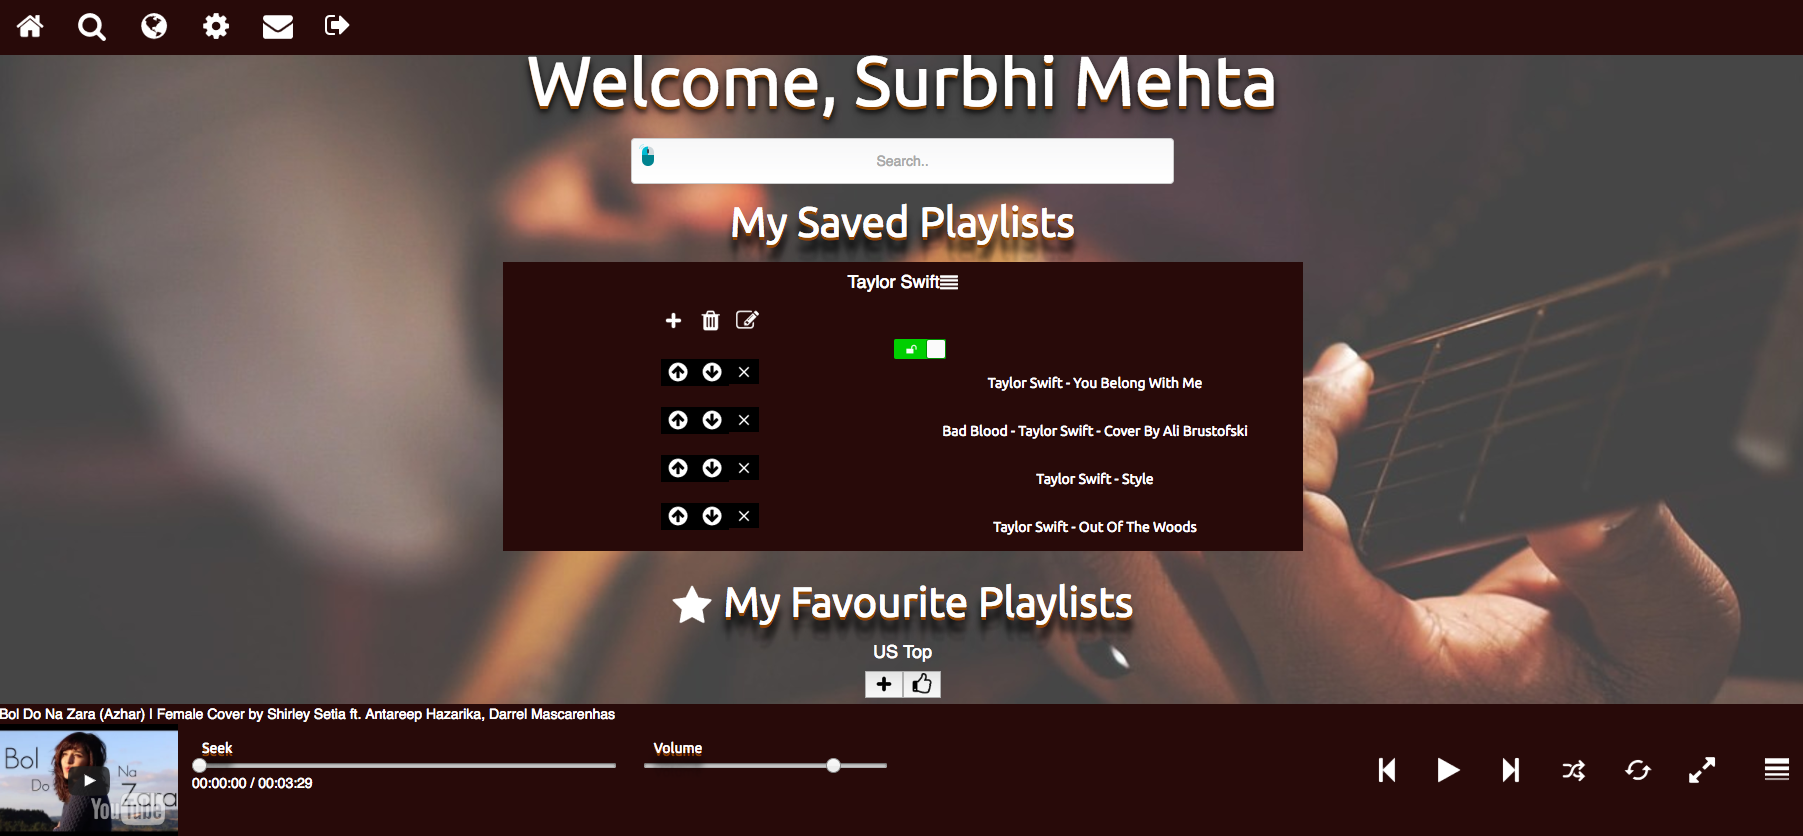 Welcome, Surbhi Mehta
Search..
My Saved Playlists
Taylor Swift
Taylor Swift - You Belong With Me
Bad Blood - Taylor Swift - Cover By Ali Brustofski
Taylor Swift - Style
Taylor Swift - Out Of The Woods
My Favourite Playlists
US Top
Bol Do Na Zara (Azhar) | Female Cover by Shirley Setia ft. Antareep Hazarika, Darrel Mascarenhas
Bol
Do
Na
Zara
YouTube
Seek
00:00:00 / 00:03:29
Volume